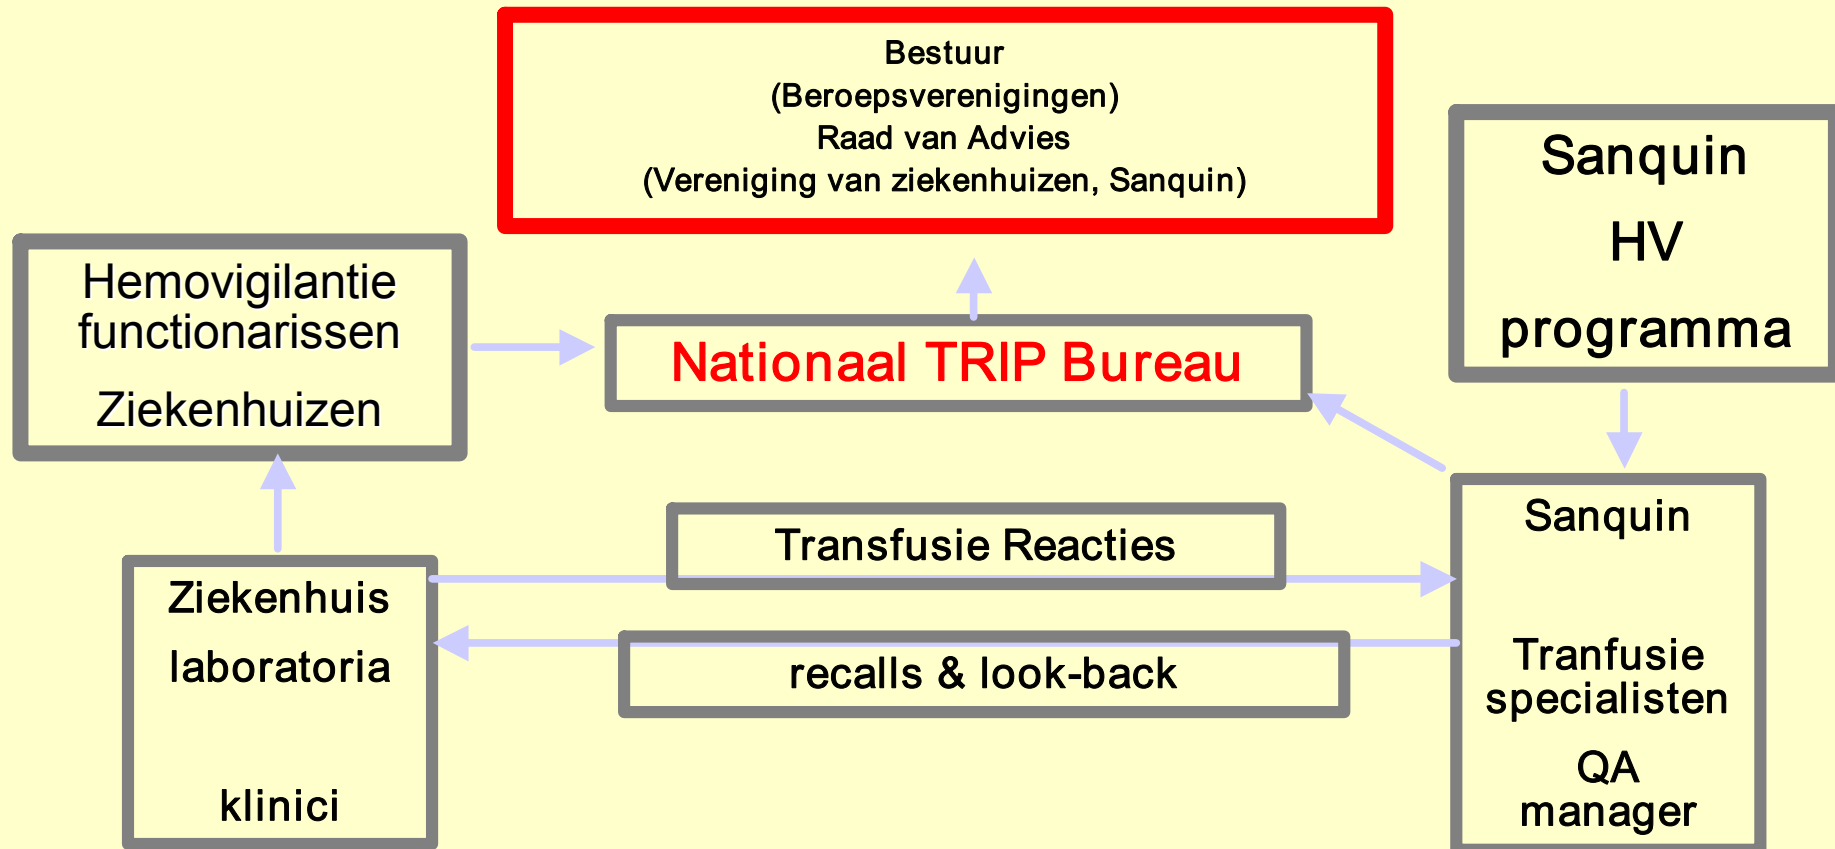 Bestuur
(Beroepsverenigingen)
Raad van Advies
(Vereniging van ziekenhuizen, Sanquin)
Sanquin
HV
programma
Hemovigilantie
functionarissen
Ziekenhuizen
Nationaal TRIP Bureau
Transfusie Reacties
recalls & look-back
Ziekenhuis
laboratoria
klinici
Sanquin
Tranfusie
specialisten
QA
manager